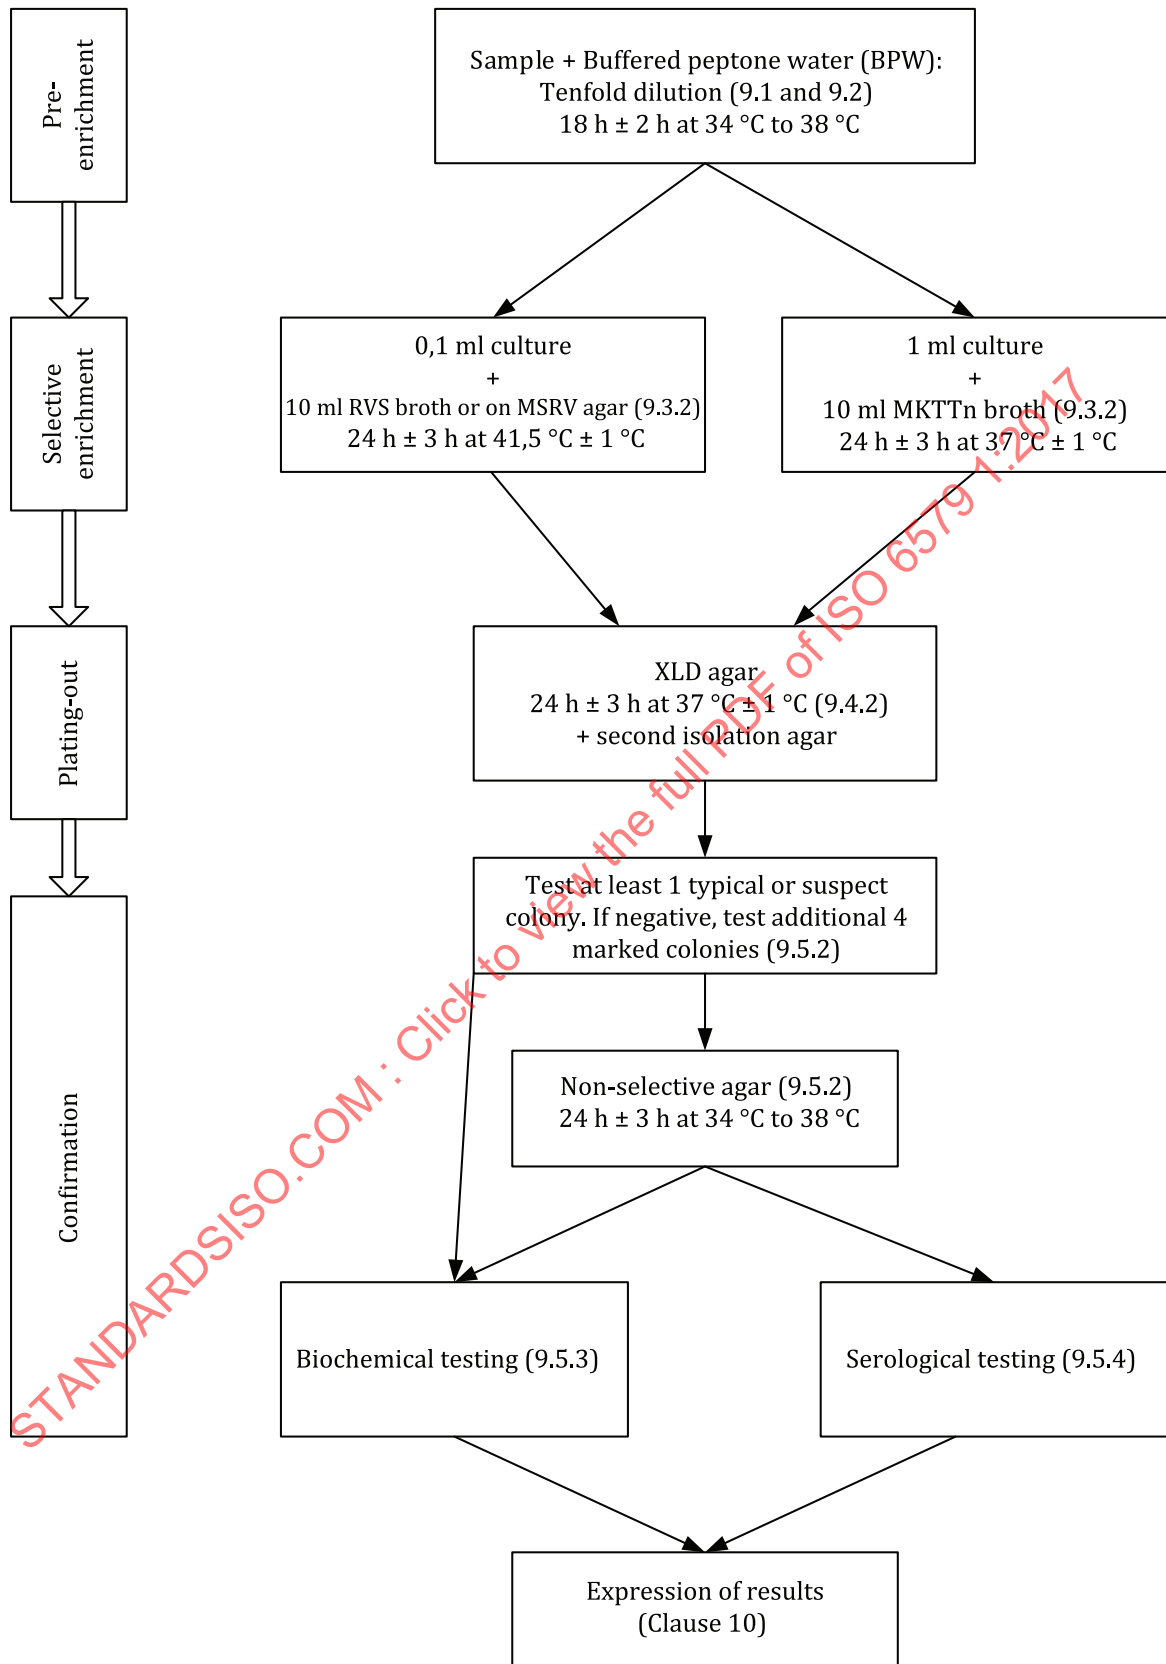 Pre-
enrichment
Sample + Buffered peptone water (BPW):
Tenfold dilution (9.1 and 9.2)
18 h ± 2 h at 34 °C to 38 °C
Selective
enrichment
0,1 ml culture
+
10 ml RVS broth or on MSRV agar (9.3.2)
24 h ± 3 h at 41,5 °C ± 1 °C
1 ml culture
+
10 ml MKTTn broth (9.3.2)
24 h ± 3 h at 37 °C ± 1 °C
Plating-out
XLD agar
24 h ± 3 h at 37 °C ± 1 °C (9.4.2)
+ second isolation agar
Confirmation
Test at least 1 typical or suspect
colony. If negative, test additional 4
marked colonies (9.5.2)
Non-selective agar (9.5.2)
24 h ± 3 h at 34 °C to 38 °C
Biochemical testing (9.5.3)
Serological testing (9.5.4)
Expression of results
(Clause 10)
STANDARDSISO.COM : Click to view the full PDF of ISO 6579 1:2017